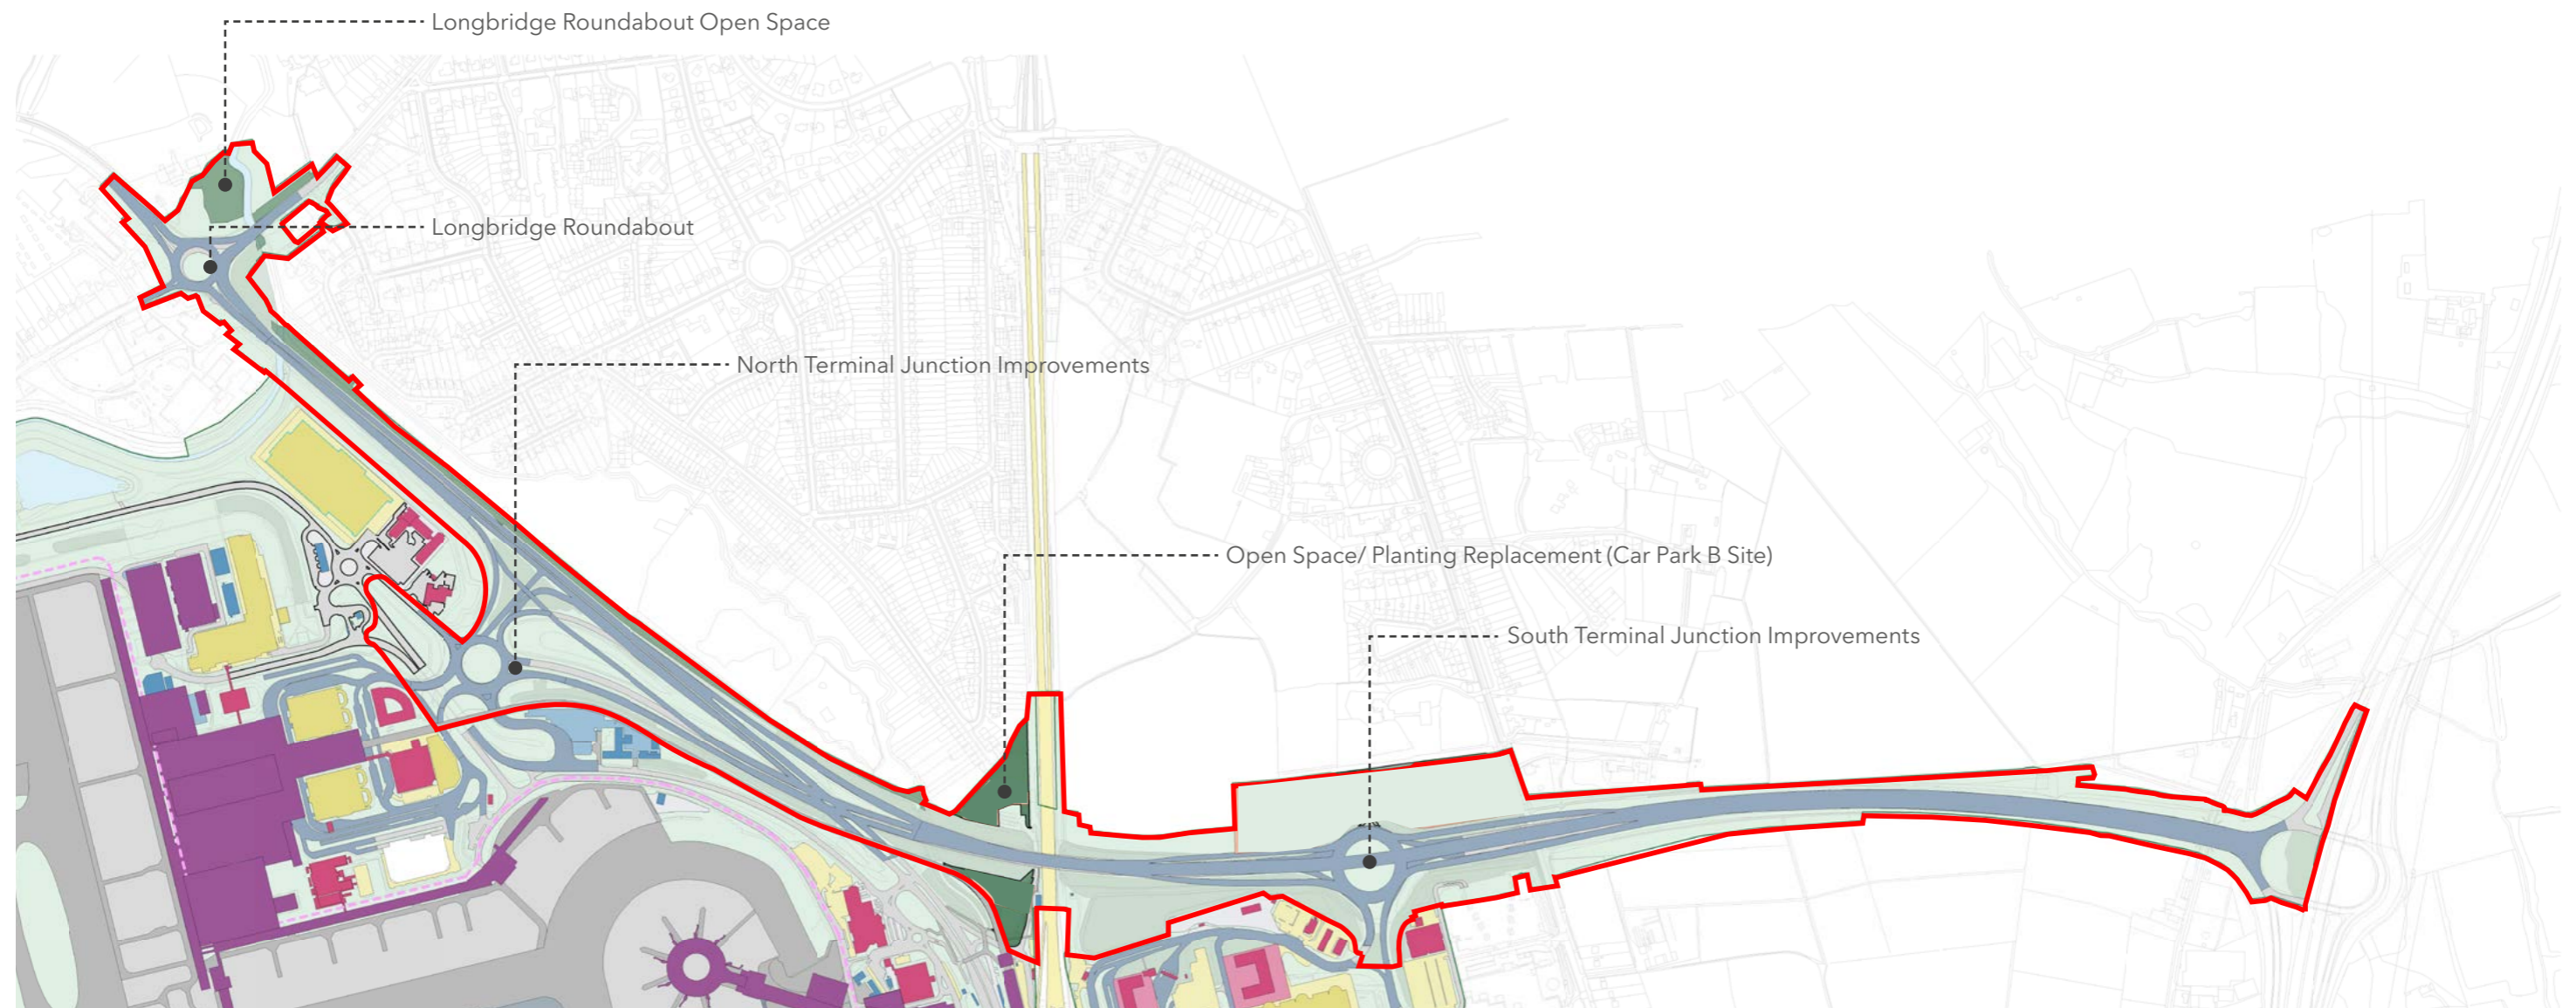 Longbridge Roundabout Open Space
Longbridge Roundabout
North Terminal Junction Improvements
Open Space/ Planting Replacement (Car Park B Site)
South Terminal Junction Improvements